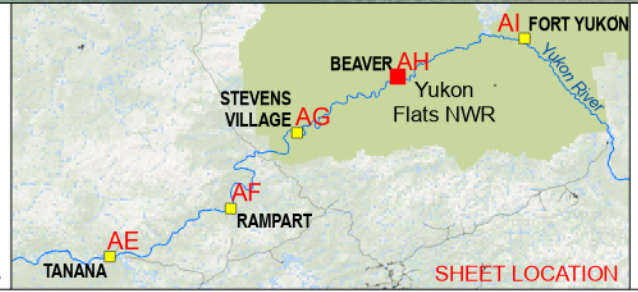 AI FORT YUKON
BEAVER AH
Yukon River
Yukon
Flats NWR
STEVENS
VILLAGE AG
AF
RAMPART
AE
TANANA
SHEET LOCATION